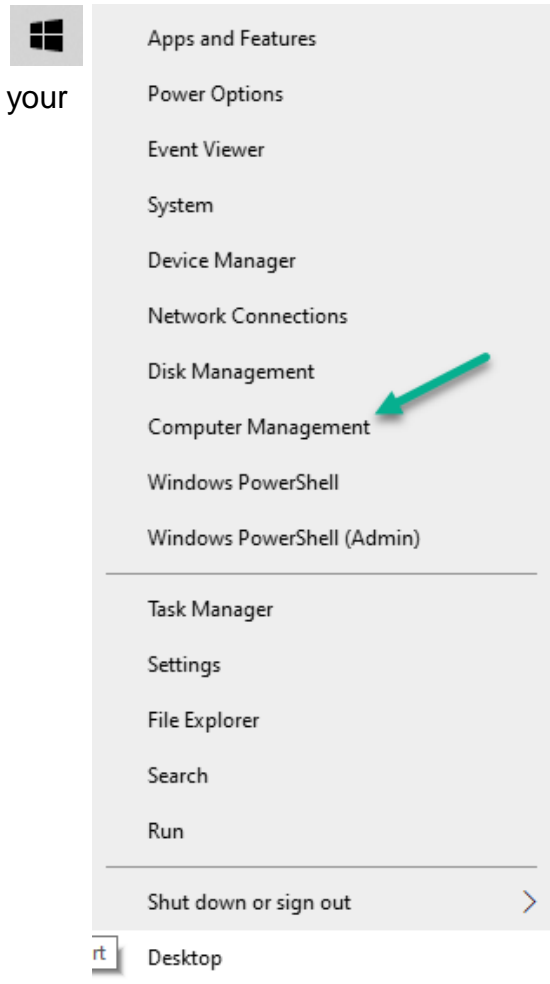 Apps and Features
your
Power Options
Event Viewer
System
Device Manager
Network Connections
Disk Management
Computer Management
Windows PowerShell
Windows PowerShell (Admin)
Task Manager
Settings
File Explorer
Search
Run
Shut down or sign out
rt
Desktop